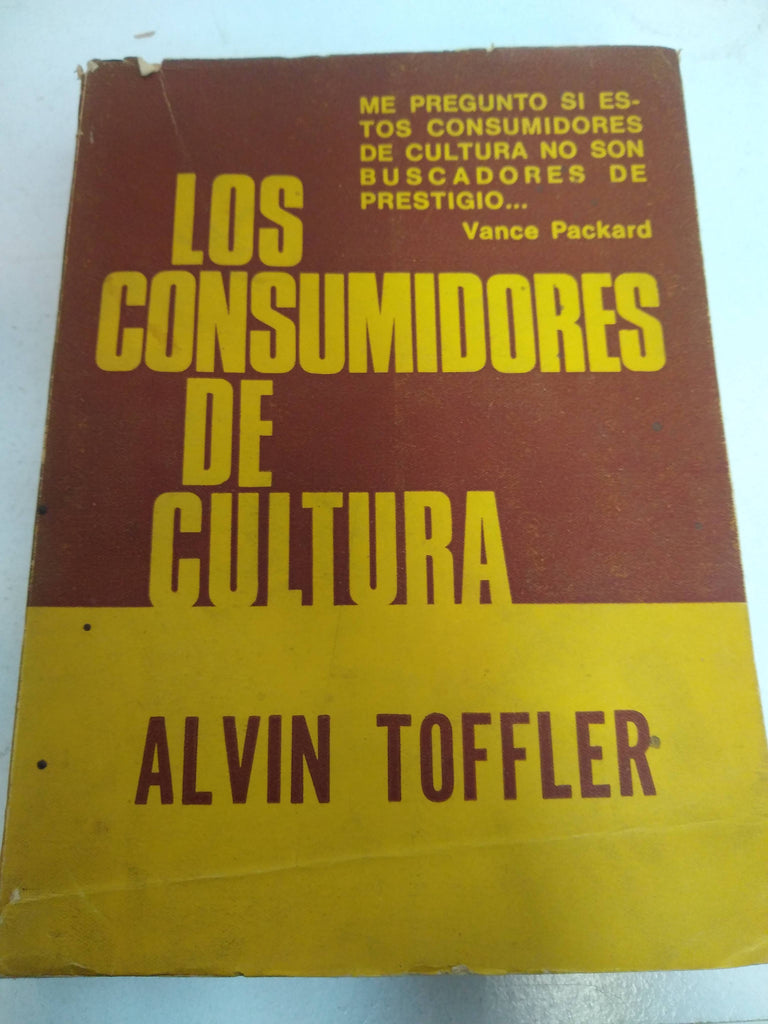 ME PREGUNTO SI ES-
TOS CONSUMIDORES
DE CULTURA NO SON
BUSCADORES DE
PRESTIGIO...
Vance Packard
LOS
CONSUMIDORES
DE
CULTURA
ALVIN TOFFLER